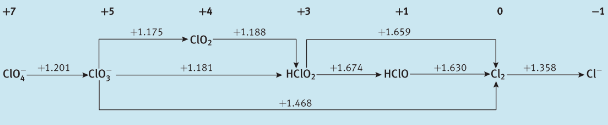 +7 +5 +4 +3 +1 0 −1
+1.175 ClO₂ +1.188 +1.659
ClO₄⁻ +1.201 ClO₃⁻ +1.181 HClO₂ +1.674 HClO +1.630 Cl₂ +1.358 Cl⁻
+1.468